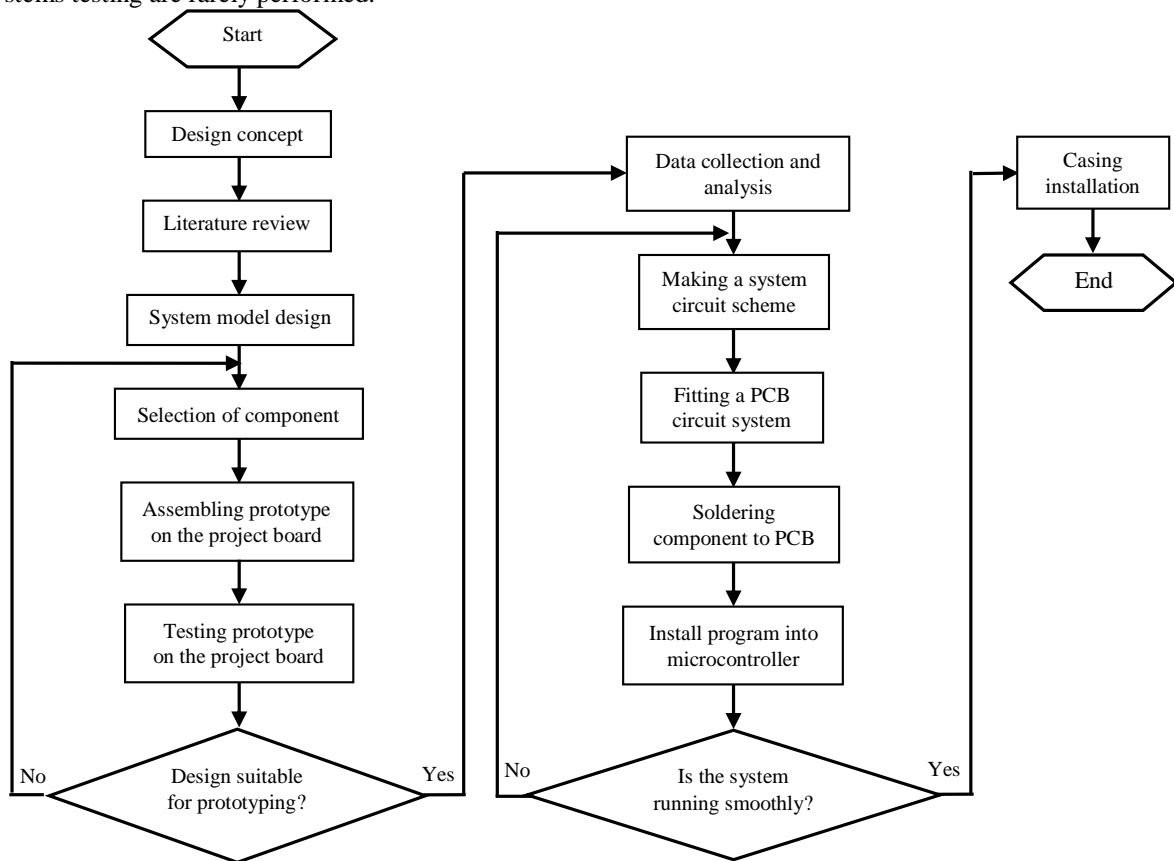 stems testing are rarely performed.
Start
Design concept
Literature review
System model design
Selection of component
Assembling prototype
on the project board
Testing prototype
on the project board
No
Design suitable
for prototyping?
Yes
Data collection and
analysis
Making a system
circuit scheme
Fitting a PCB
circuit system
Soldering
component to PCB
Install program into
microcontroller
No
Is the system
running smoothly?
Yes
Casing
installation
End